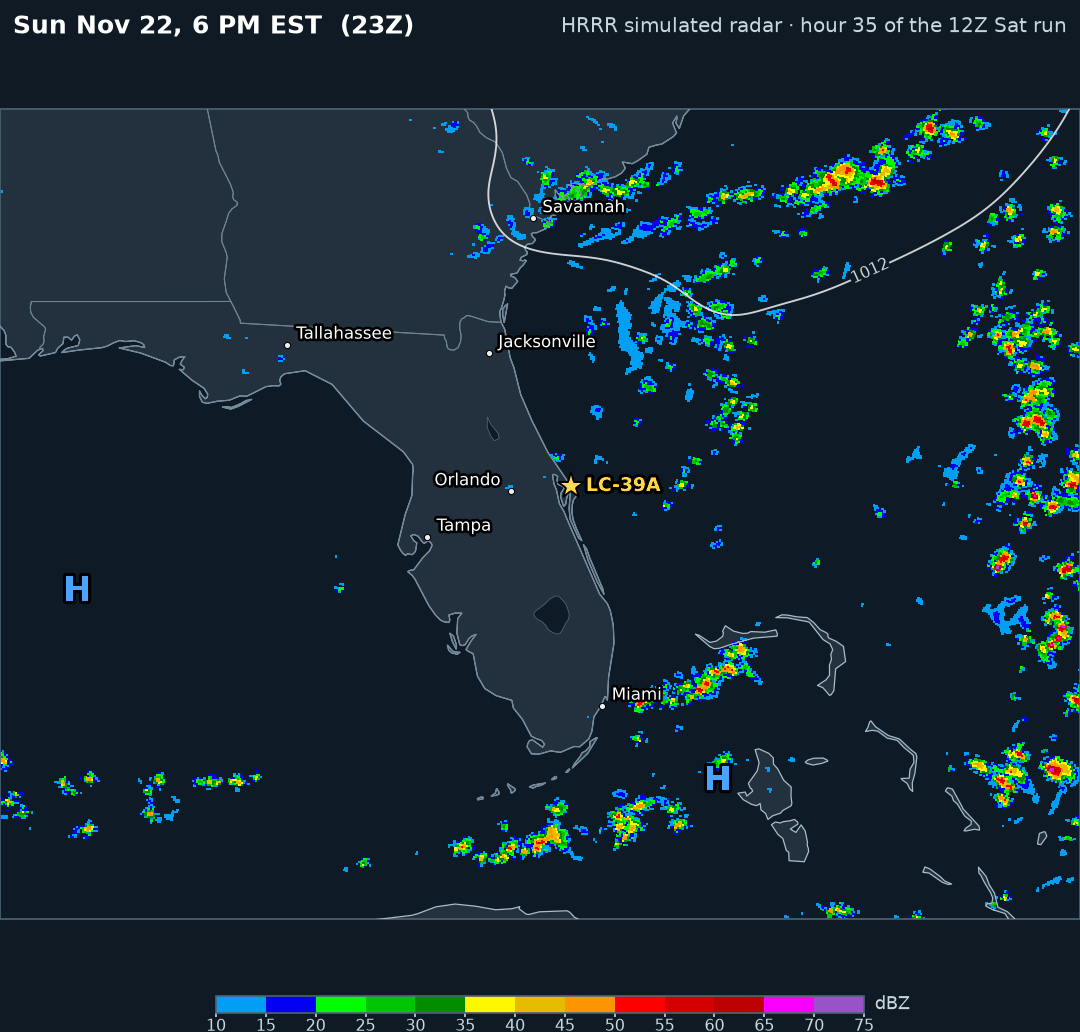 Sun Nov 22, 6 PM EST (23Z)
HRRR simulated radar · hour 35 of the 12Z Sat run
Savannah
1012
Tallahassee
Jacksonville
Orlando
LC-39A
Tampa
H
Miami
H
10 15 20 25 30 35 40 45 50 55 60 65 70 75 dBZ